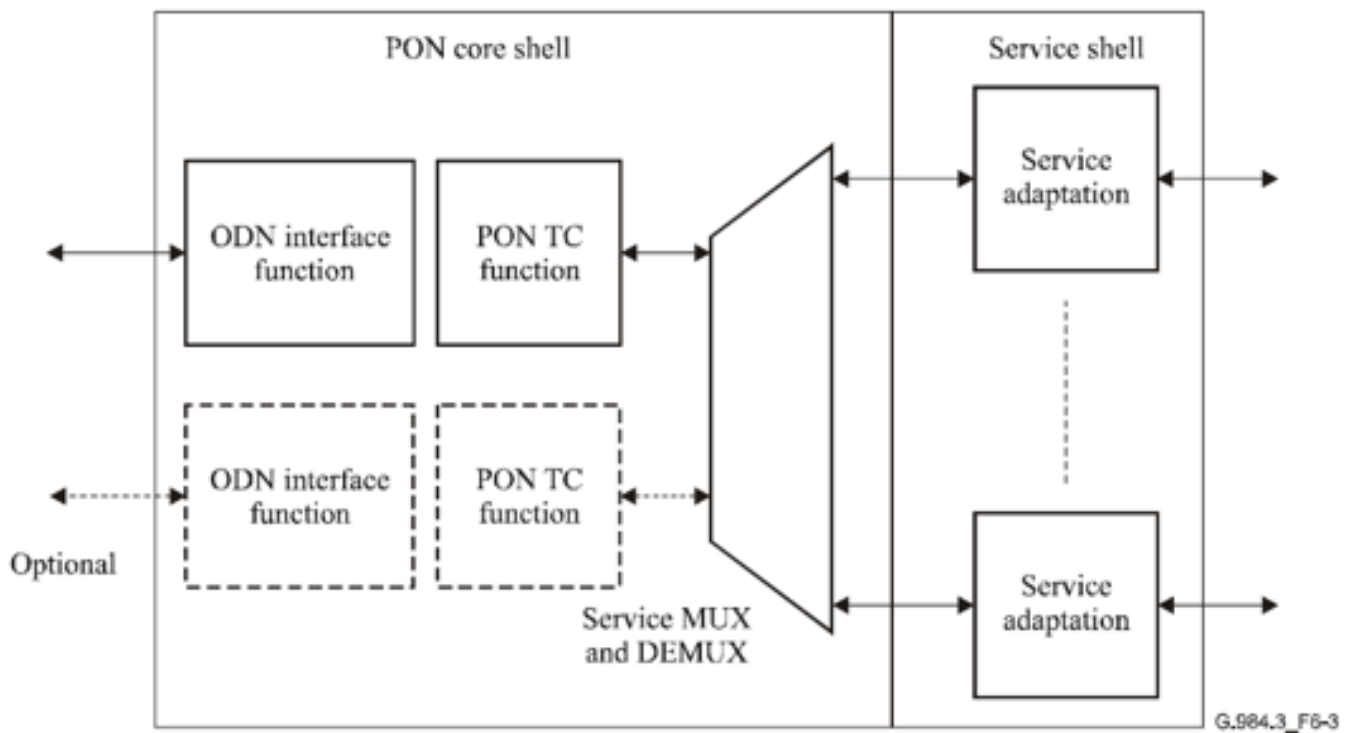 PON core shell
Service shell
Service
adaptation
ODN interface
function
PON TC
function
ODN interface
function
PON TC
function
Optional
Service MUX
and DEMUX
Service
adaptation
G.984.3_F6-3